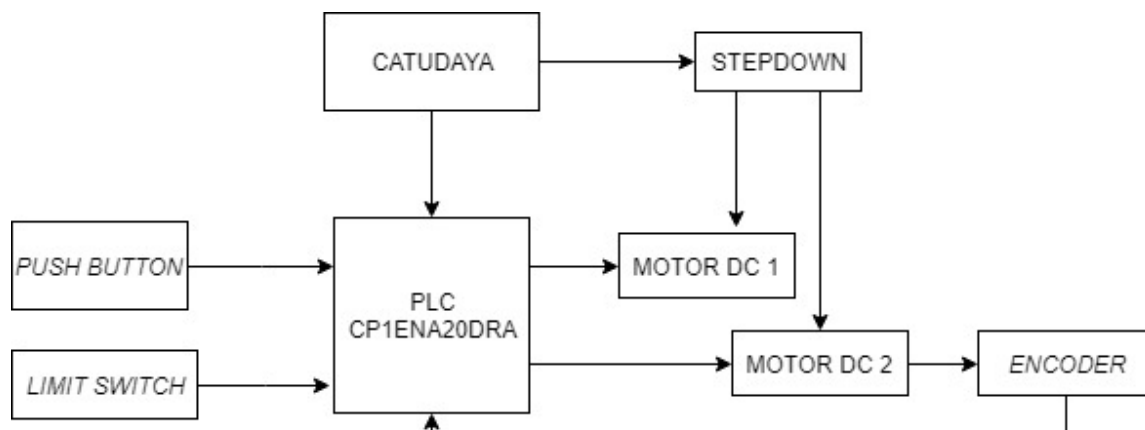 CATUDAYA
STEPDOWN
PUSH BUTTON
MOTOR DC 1
PLC
CP1ENA20DRA
LIMIT SWITCH
MOTOR DC 2
ENCODER